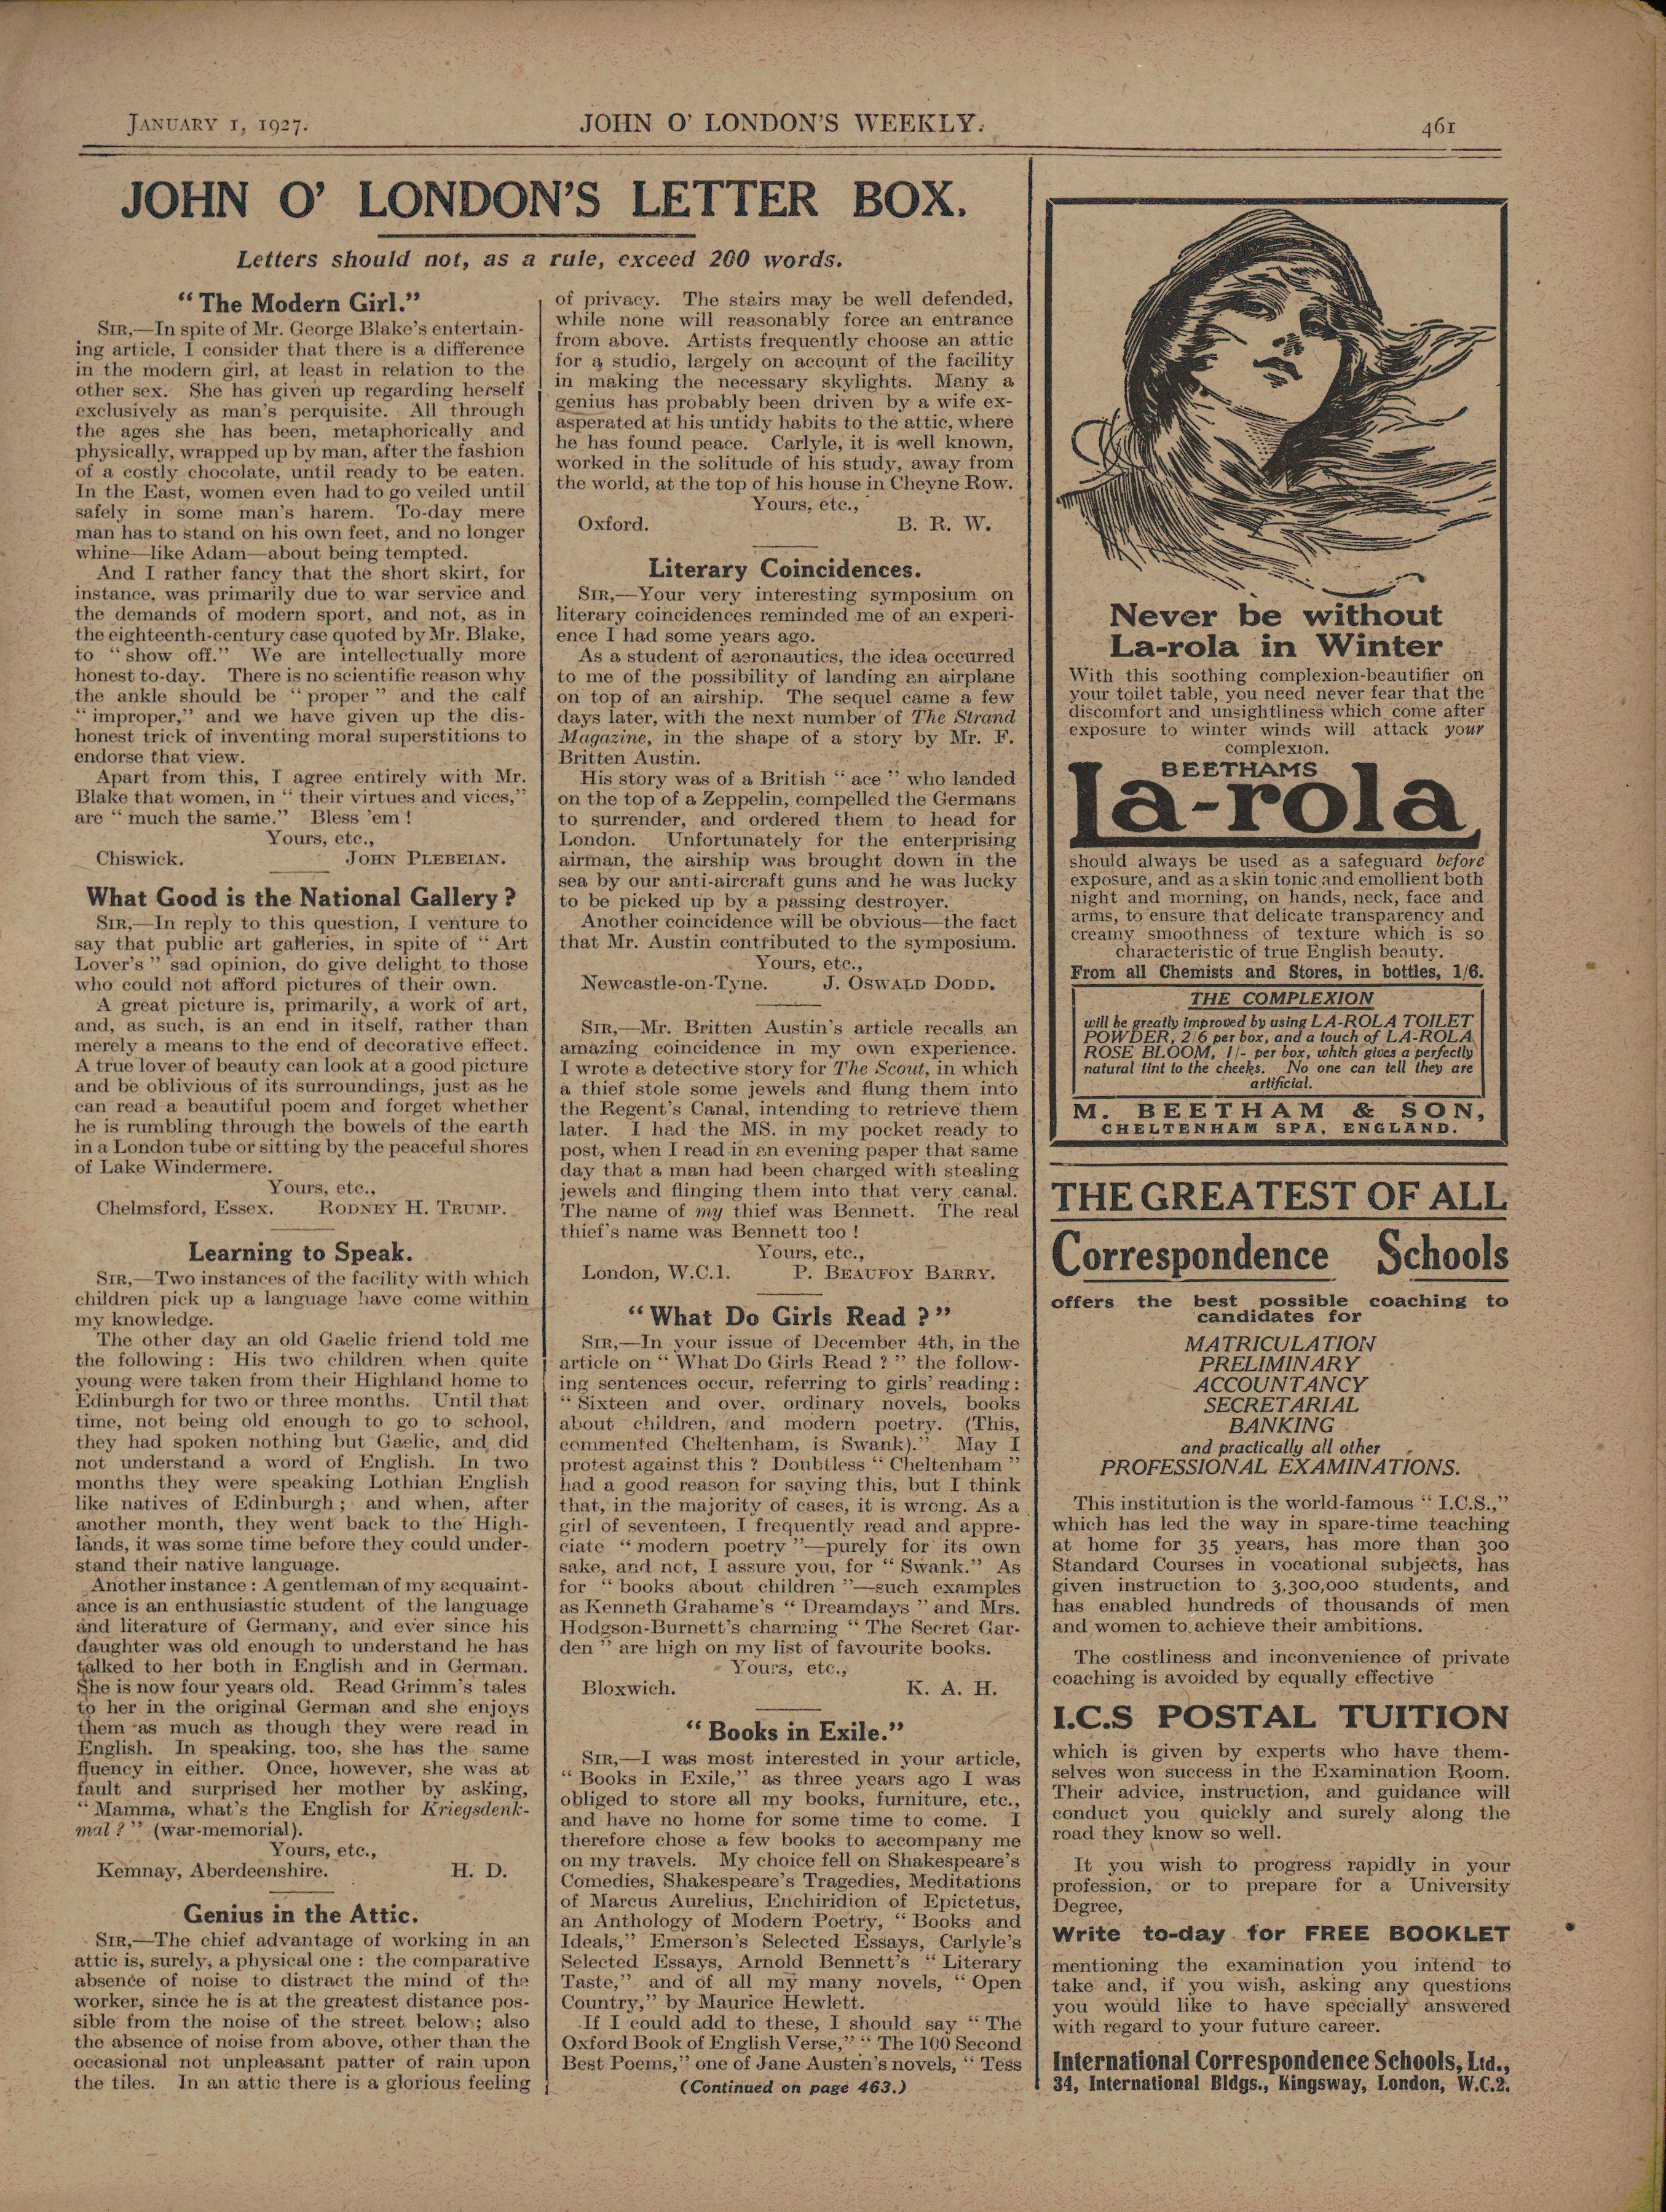 JANUARY 1, 1927.
JOHN O' LONDON'S WEEKLY.
461
JOHN O' LONDON'S LETTER BOX.
Letters should not, as a rule, exceed 200 words.
“ The Modern Girl.”
SIR,—In spite of Mr. George Blake's entertain-
ing article, I consider that there is a difference
in the modern girl, at least in relation to the
other sex. She has given up regarding herself
exclusively as man's perquisite. All through
the ages she has been, metaphorically and
physically, wrapped up by man, after the fashion
of a costly chocolate, until ready to be eaten.
In the East, women even had to go veiled until
safely in some man's harem. To-day mere
man has to stand on his own feet, and no longer
whine—like Adam—about being tempted.
And I rather fancy that the short skirt, for
instance, was primarily due to war service and
the demands of modern sport, and not, as in
the eighteenth-century case quoted by Mr. Blake,
to “ show off.” We are intellectually more
honest to-day. There is no scientific reason why
the ankle should be “ proper ” and the calf
“ improper,” and we have given up the dis-
honest trick of inventing moral superstitions to
endorse that view.
Apart from this, I agree entirely with Mr.
Blake that women, in “ their virtues and vices,”
are “ much the same.” Bless 'em !
Yours, etc.,
Chiswick. JOHN PLEBEIAN.
What Good is the National Gallery ?
SIR,—In reply to this question, I venture to
say that public art galleries, in spite of “ Art
Lover's ” sad opinion, do give delight to those
who could not afford pictures of their own.
A great picture is, primarily, a work of art,
and, as such, is an end in itself, rather than
merely a means to the end of decorative effect.
A true lover of beauty can look at a good picture
and be oblivious of its surroundings, just as he
can read a beautiful poem and forget whether
he is rumbling through the bowels of the earth
in a London tube or sitting by the peaceful shores
of Lake Windermere.
Yours, etc.,
Chelmsford, Essex. RODNEY H. TRUMP.
Learning to Speak.
SIR,—Two instances of the facility with which
children pick up a language have come within
my knowledge.
The other day an old Gaelic friend told me
the following : His two children when quite
young were taken from their Highland home to
Edinburgh for two or three months. Until that
time, not being old enough to go to school,
they had spoken nothing but Gaelic, and did
not understand a word of English. In two
months they were speaking Lothian English
like natives of Edinburgh ; and when, after
another month, they went back to the High-
lands, it was some time before they could under-
stand their native language.
Another instance : A gentleman of my acquaint-
ance is an enthusiastic student of the language
and literature of Germany, and ever since his
daughter was old enough to understand he has
talked to her both in English and in German.
She is now four years old. Read Grimm's tales
to her in the original German and she enjoys
them as much as though they were read in
English. In speaking, too, she has the same
fluency in either. Once, however, she was at
fault and surprised her mother by asking,
“ Mamma, what's the English for Kriegsdenk-
mal ? ” (war-memorial).
Yours, etc.,
Kemnay, Aberdeenshire. H. D.
Genius in the Attic.
SIR,—The chief advantage of working in an
attic is, surely, a physical one : the comparative
absence of noise to distract the mind of the
worker, since he is at the greatest distance pos-
sible from the noise of the street below ; also
the absence of noise from above, other than the
occasional not unpleasant patter of rain upon
the tiles. In an attic there is a glorious feeling
of privacy. The stairs may be well defended,
while none will reasonably force an entrance
from above. Artists frequently choose an attic
for a studio, largely on account of the facility
in making the necessary skylights. Many a
genius has probably been driven by a wife ex-
asperated at his untidy habits to the attic, where
he has found peace. Carlyle, it is well known,
worked in the solitude of his study, away from
the world, at the top of his house in Cheyne Row.
Yours, etc.,
Oxford. B. R. W.
Literary Coincidences.
SIR,—Your very interesting symposium on
literary coincidences reminded me of an experi-
ence I had some years ago.
As a student of aeronautics, the idea occurred
to me of the possibility of landing an airplane
on top of an airship. The sequel came a few
days later, with the next number of The Strand
Magazine, in the shape of a story by Mr. F.
Britten Austin.
His story was of a British “ ace ” who landed
on the top of a Zeppelin, compelled the Germans
to surrender, and ordered them to head for
London. Unfortunately for the enterprising
airman, the airship was brought down in the
sea by our anti-aircraft guns and he was lucky
to be picked up by a passing destroyer.
Another coincidence will be obvious—the fact
that Mr. Austin contributed to the symposium.
Yours, etc.,
Newcastle-on-Tyne. J. OSWALD DODD.
SIR,—Mr. Britten Austin's article recalls an
amazing coincidence in my own experience.
I wrote a detective story for The Scout, in which
a thief stole some jewels and flung them into
the Regent's Canal, intending to retrieve them
later. I had the MS. in my pocket ready to
post, when I read in an evening paper that same
day that a man had been charged with stealing
jewels and flinging them into that very canal.
The name of my thief was Bennett. The real
thief's name was Bennett too !
Yours, etc.,
London, W.C.1. P. BEAUFOY BARRY.
“ What Do Girls Read ? ”
SIR,—In your issue of December 4th, in the
article on “ What Do Girls Read ? ” the follow-
ing sentences occur, referring to girls' reading :
“ Sixteen and over, ordinary novels, books
about children, and modern poetry. (This,
commented Cheltenham, is Swank).” May I
protest against this ? Doubtless “ Cheltenham ”
had a good reason for saying this, but I think
that, in the majority of cases, it is wrong. As a
girl of seventeen, I frequently read and appre-
ciate “ modern poetry ”—purely for its own
sake, and not, I assure you, for “ Swank.” As
for “ books about children ”—such examples
as Kenneth Grahame's “ Dreamdays ” and Mrs.
Hodgson-Burnett's charming “ The Secret Gar-
den ” are high on my list of favourite books.
Yours, etc.,
Bloxwich. K. A. H.
“ Books in Exile.”
SIR,—I was most interested in your article,
“ Books in Exile,” as three years ago I was
obliged to store all my books, furniture, etc.,
and have no home for some time to come. I
therefore chose a few books to accompany me
on my travels. My choice fell on Shakespeare's
Comedies, Shakespeare's Tragedies, Meditations
of Marcus Aurelius, Enchiridion of Epictetus,
an Anthology of Modern Poetry, “ Books and
Ideals,” Emerson's Selected Essays, Carlyle's
Selected Essays, Arnold Bennett's “ Literary
Taste,” and of all my many novels, “ Open
Country,” by Maurice Hewlett.
If I could add to these, I should say “ The
Oxford Book of English Verse,” “ The 100 Second
Best Poems,” one of Jane Austen's novels, “ Tess
(Continued on page 463.)
Never be without
La-rola in Winter
With this soothing complexion-beautifier on
your toilet table, you need never fear that the
discomfort and unsightliness which come after
exposure to winter winds will attack your
complexion.
BEETHAMS
la-rola
should always be used as a safeguard before
exposure, and as a skin tonic and emollient both
night and morning, on hands, neck, face and
arms, to ensure that delicate transparency and
creamy smoothness of texture which is so
characteristic of true English beauty.
From all Chemists and Stores, in bottles, 1/6.
THE COMPLEXION
will be greatly improved by using LA-ROLA TOILET
POWDER, 2/6 per box, and a touch of LA-ROLA
ROSE BLOOM, 1/- per box, which gives a perfectly
natural tint to the cheeks. No one can tell they are
artificial.
M. BEETHAM & SON,
CHELTENHAM SPA, ENGLAND.
THE GREATEST OF ALL
Correspondence Schools
offers the best possible coaching to
candidates for
MATRICULATION
PRELIMINARY
ACCOUNTANCY
SECRETARIAL
BANKING
and practically all other
PROFESSIONAL EXAMINATIONS.
This institution is the world-famous “ I.C.S.,”
which has led the way in spare-time teaching
at home for 35 years, has more than 300
Standard Courses in vocational subjects, has
given instruction to 3,300,000 students, and
has enabled hundreds of thousands of men
and women to achieve their ambitions.
The costliness and inconvenience of private
coaching is avoided by equally effective
I.C.S POSTAL TUITION
which is given by experts who have them-
selves won success in the Examination Room.
Their advice, instruction, and guidance will
conduct you quickly and surely along the
road they know so well.
It you wish to progress rapidly in your
profession, or to prepare for a University
Degree,
Write to-day for FREE BOOKLET
mentioning the examination you intend to
take and, if you wish, asking any questions
you would like to have specially answered
with regard to your future career.
International Correspondence Schools, Ltd.,
34, International Bldgs., Kingsway, London, W.C.2.